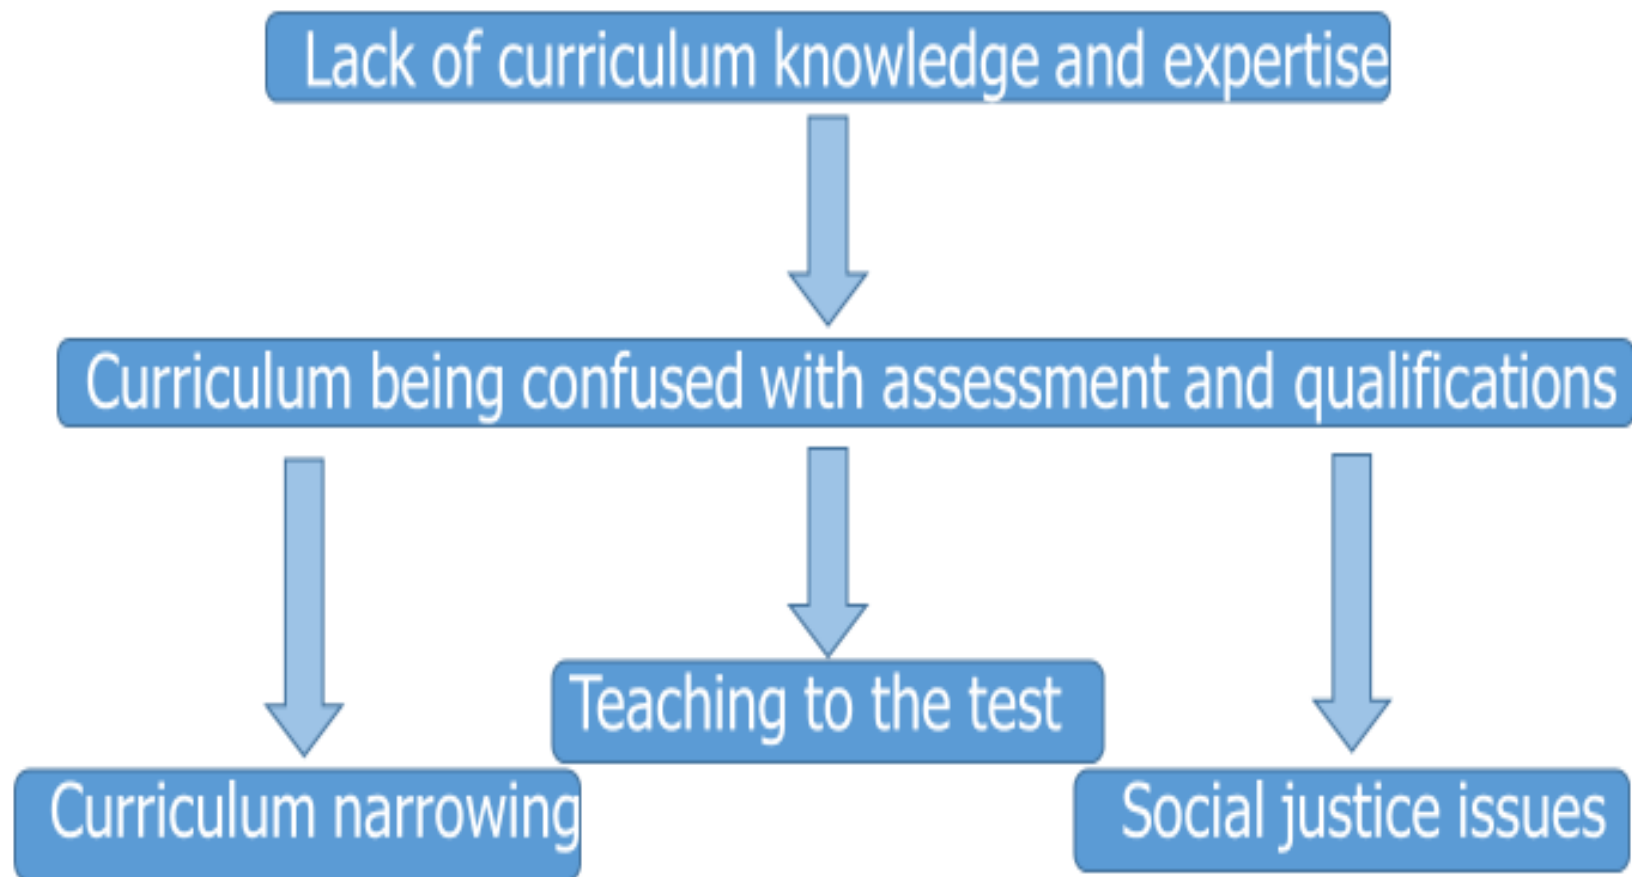 Lack of curriculum knowledge and expertise
Curriculum being confused with assessment and qualifications
Teaching to the test
Curriculum narrowing
Social justice issues